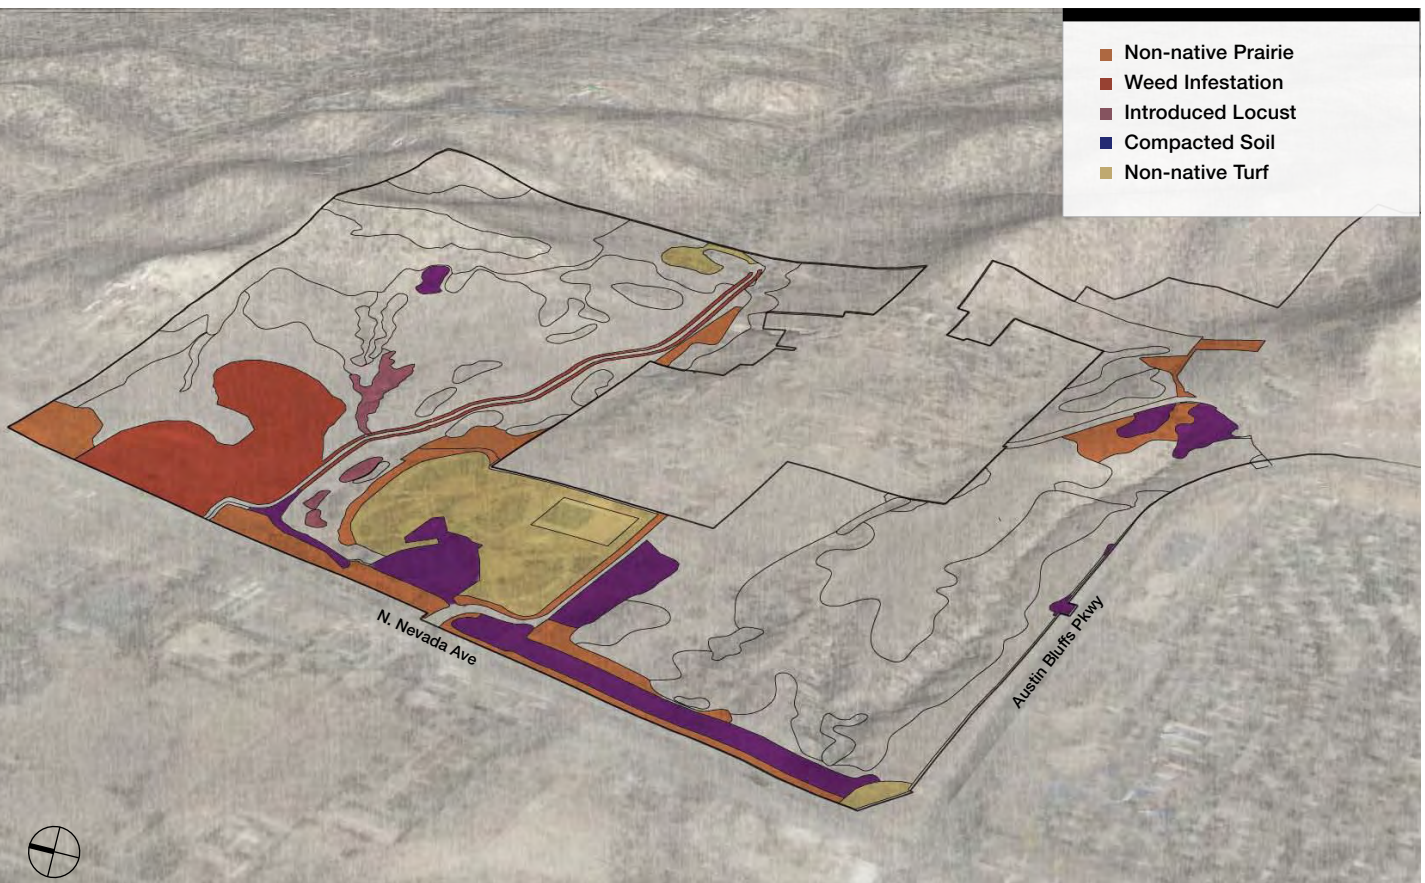 Non-native Prairie
Weed Infestation
Introduced Locust
Compacted Soil
Non-native Turf
N. Nevada Ave
Austin Bluffs Pkwy